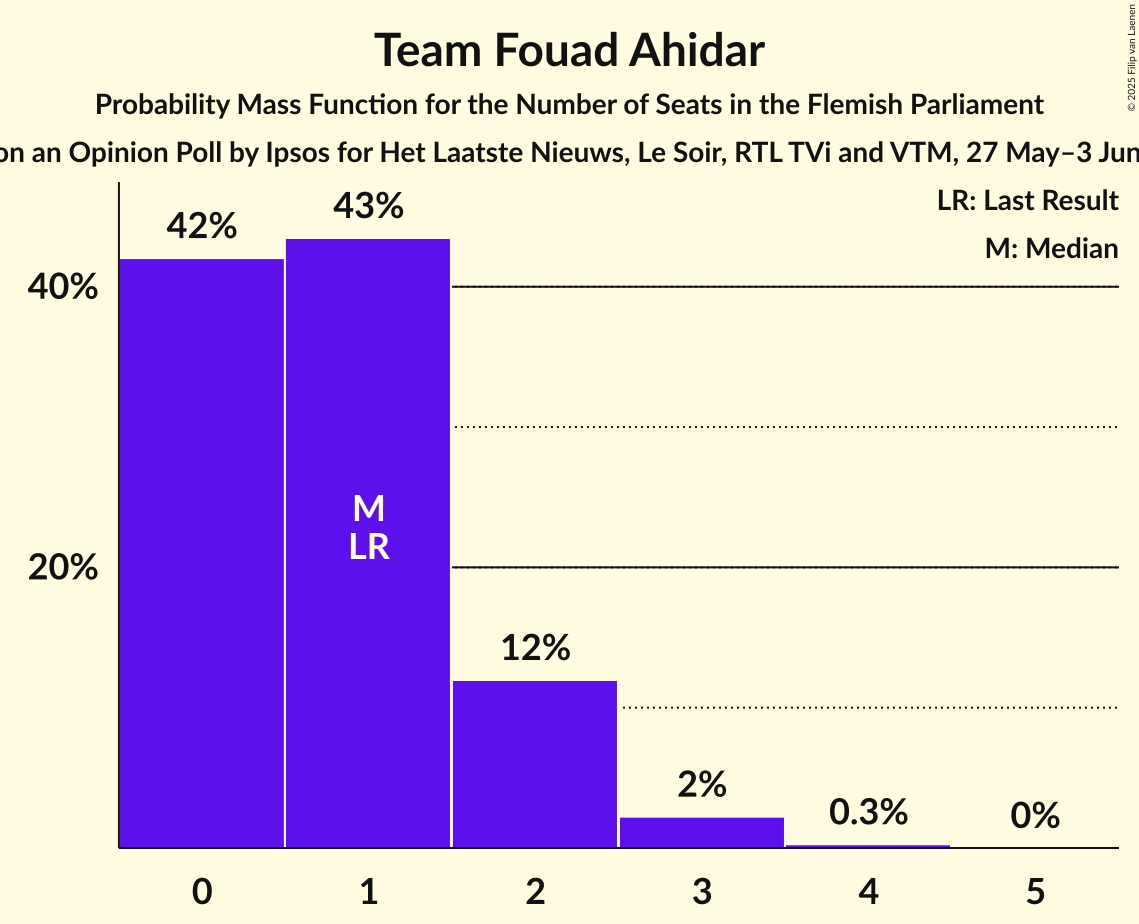 Team Fouad Ahidar
Probability Mass Function for the Number of Seats in the Flemish Parliament
on an Opinion Poll by Ipsos for Het Laatste Nieuws, Le Soir, RTL TVi and VTM, 27 May–3 Jun
© 2025 Filip van Laenen
LR: Last Result
M: Median
42%
43%
12%
2%
0.3%
0%
40%
20%
M
LR
0
1
2
3
4
5